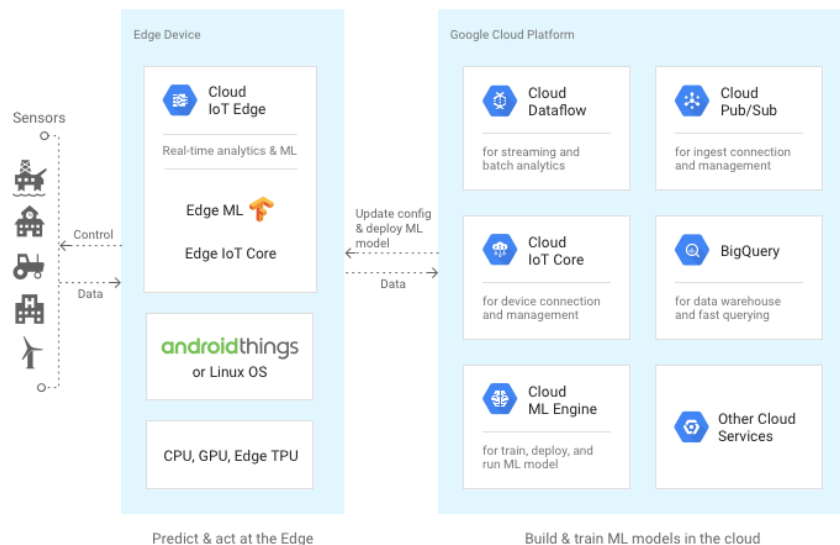 Edge Device
Google Cloud Platform
Sensors
Cloud
IoT Edge
Real-time analytics & ML
Edge ML
Edge IoT Core
Control
Data
androidthings
or Linux OS
CPU, GPU, Edge TPU
Update config
& deploy ML
model
Data
Cloud
Dataflow
for streaming and
batch analytics
Cloud
Pub/Sub
for ingest connection
and management
Cloud
IoT Core
for device connection
and management
BigQuery
for data warehouse
and fast querying
Cloud
ML Engine
for train, deploy, and
run ML model
Other Cloud
Services
Predict & act at the Edge
Build & train ML models in the cloud